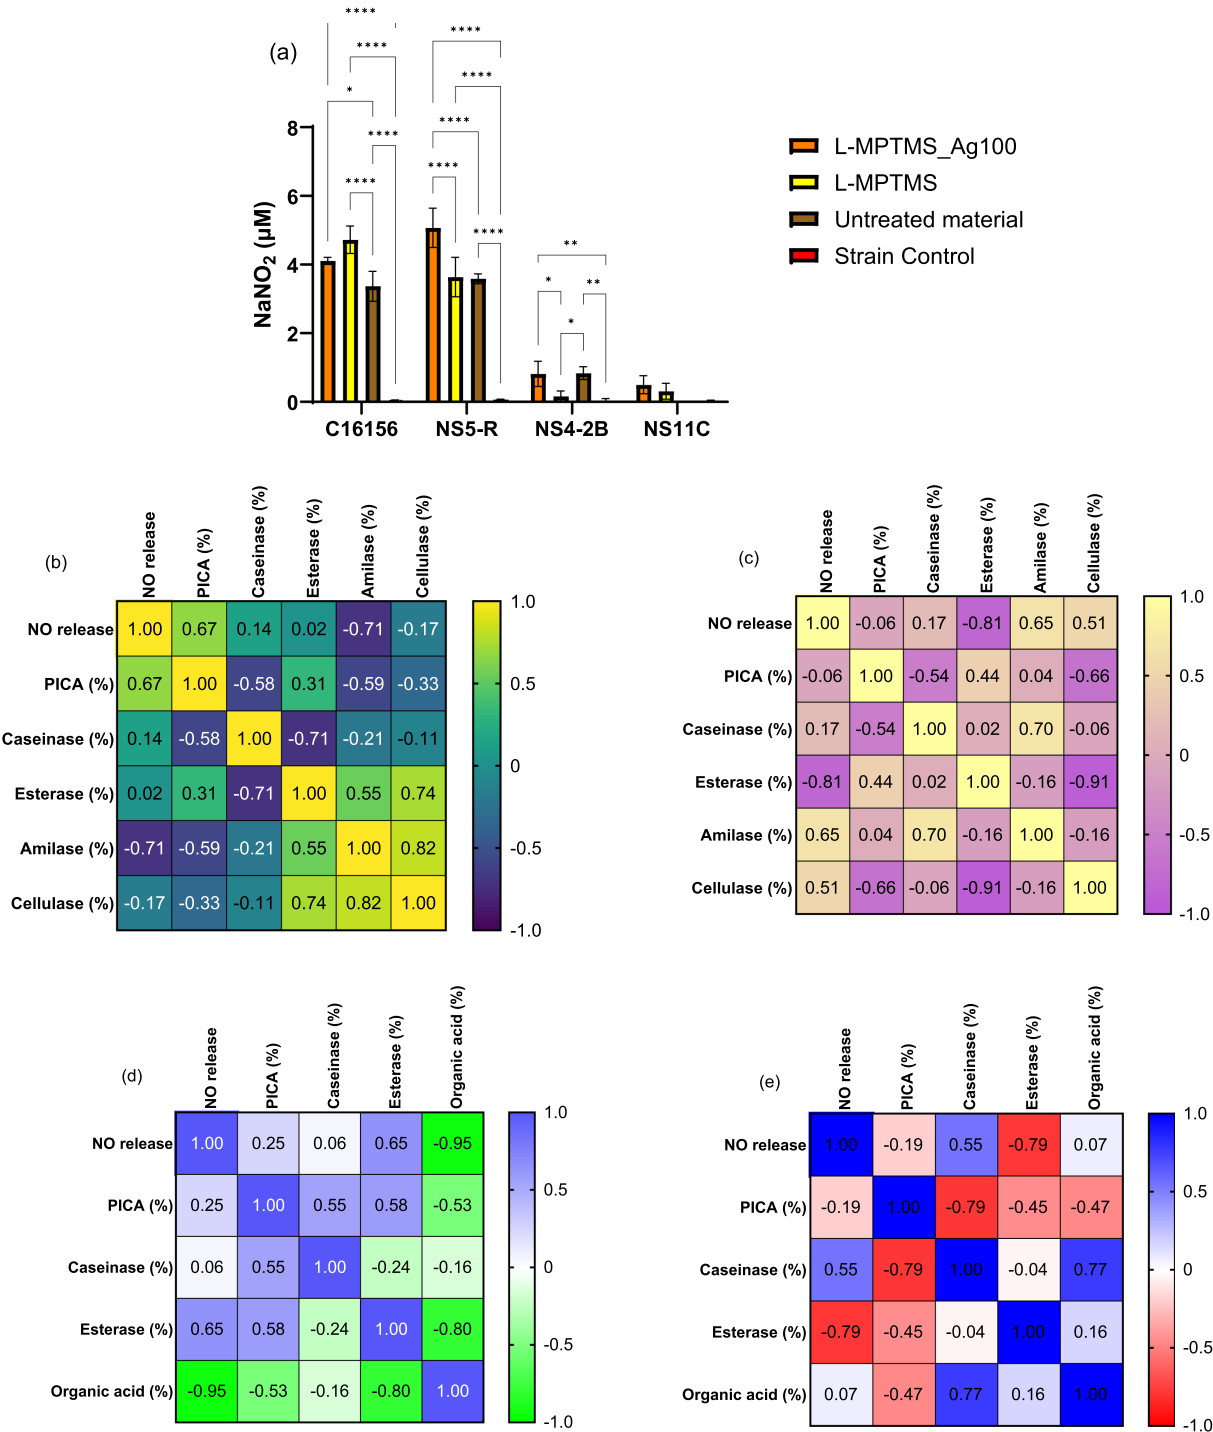 (a)
****
****
*
****
****
****
****
****
****
****
**
*
**
*
NaNO2 (μM)
8
6
4
2
0
C16156 NS5-R NS4-2B NS11C
L-MPTMS_Ag100
L-MPTMS
Untreated material
Strain Control
(b)
NO release PICA (%) Caseinase (%) Esterase (%) Amilase (%) Cellulase (%)
NO release 1.00 0.67 0.14 0.02 -0.71 -0.17
PICA (%) 0.67 1.00 -0.58 0.31 -0.59 -0.33
Caseinase (%) 0.14 -0.58 1.00 -0.71 -0.21 -0.11
Esterase (%) 0.02 0.31 -0.71 1.00 0.55 0.74
Amilase (%) -0.71 -0.59 -0.21 0.55 1.00 0.82
Cellulase (%) -0.17 -0.33 -0.11 0.74 0.82 1.00
1.0
0.5
0
-0.5
-1.0
(c)
NO release PICA (%) Caseinase (%) Esterase (%) Amilase (%) Cellulase (%)
NO release 1.00 -0.06 0.17 -0.81 0.65 0.51
PICA (%) -0.06 1.00 -0.54 0.44 0.04 -0.66
Caseinase (%) 0.17 -0.54 1.00 0.02 0.70 -0.06
Esterase (%) -0.81 0.44 0.02 1.00 -0.16 -0.91
Amilase (%) 0.65 0.04 0.70 -0.16 1.00 -0.16
Cellulase (%) 0.51 -0.66 -0.06 -0.91 -0.16 1.00
1.0
0.5
0
-0.5
-1.0
(d)
NO release PICA (%) Caseinase (%) Esterase (%) Organic acid (%)
NO release 1.00 0.25 0.06 0.65 -0.95
PICA (%) 0.25 1.00 0.55 0.58 -0.53
Caseinase (%) 0.06 0.55 1.00 -0.24 -0.16
Esterase (%) 0.65 0.58 -0.24 1.00 -0.80
Organic acid (%) -0.95 -0.53 -0.16 -0.80 1.00
1.0
0.5
0
-0.5
-1.0
(e)
NO release PICA (%) Caseinase (%) Esterase (%) Organic acid (%)
NO release 1.00 -0.19 0.55 -0.79 0.07
PICA (%) -0.19 1.00 -0.79 -0.45 -0.47
Caseinase (%) 0.55 -0.79 1.00 -0.04 0.77
Esterase (%) -0.79 -0.45 -0.04 1.00 0.16
Organic acid (%) 0.07 -0.47 0.77 0.16 1.00
1.0
0.5
0
-0.5
-1.0